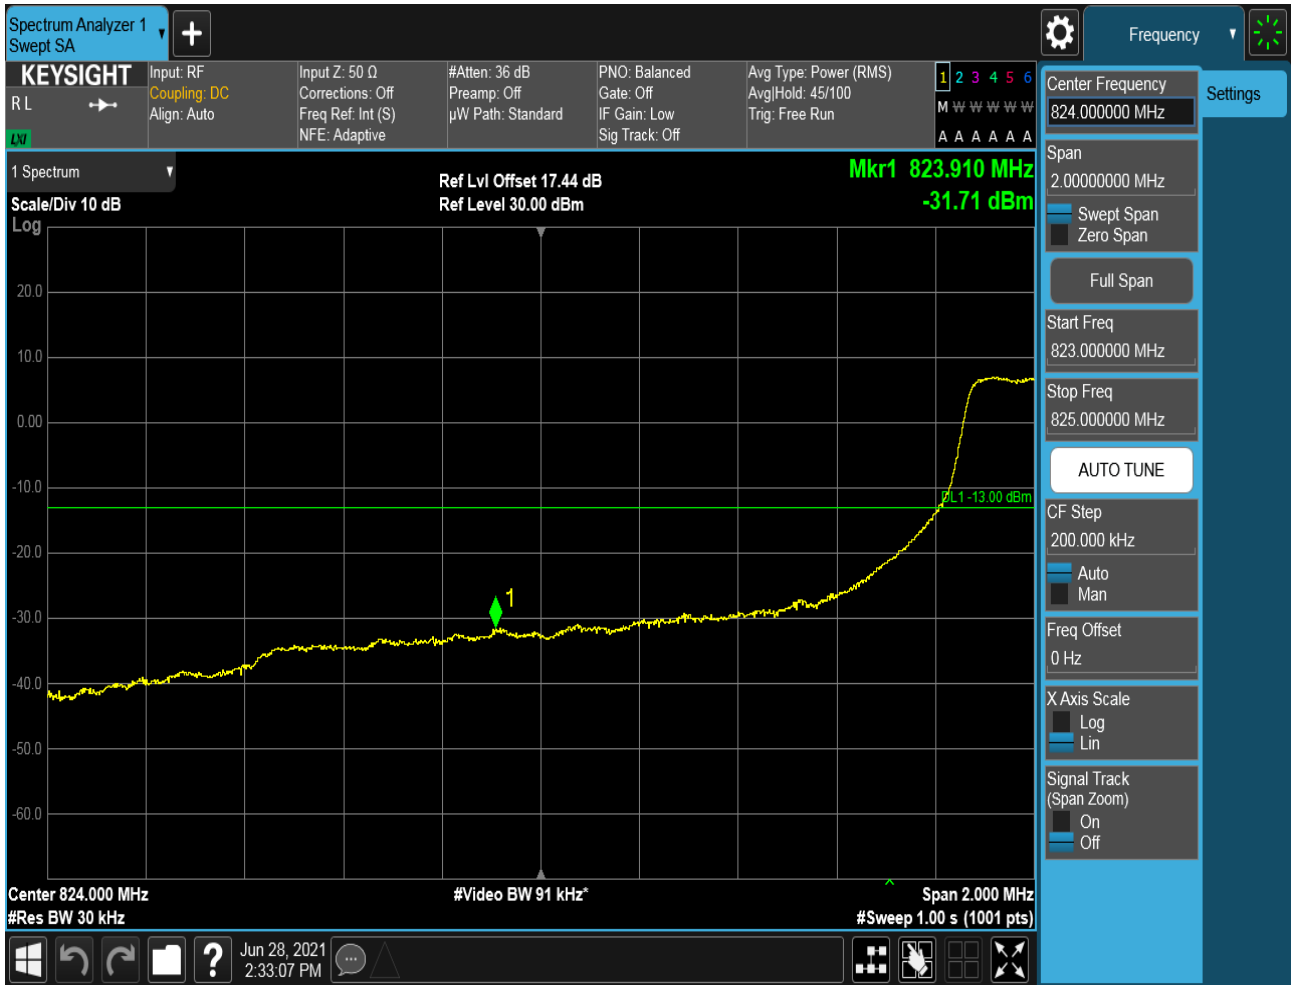 Spectrum Analyzer 1
Swept SA
Frequency
KEYSIGHT
R L
LXI
Input: RF
Coupling: DC
Align: Auto
Input Z: 50 Ω
Corrections: Off
Freq Ref: Int (S)
NFE: Adaptive
#Atten: 36 dB
Preamp: Off
µW Path: Standard
PNO: Balanced
Gate: Off
IF Gain: Low
Sig Track: Off
Avg Type: Power (RMS)
Avg|Hold: 45/100
Trig: Free Run
1 2 3 4 5 6
M W W W W W
A A A A A A
1 Spectrum
Scale/Div 10 dB
Log
Ref Lvl Offset 17.44 dB
Ref Level 30.00 dBm
Mkr1 823.910 MHz
-31.71 dBm
20.0
10.0
0.00
-10.0
-20.0
-30.0
-40.0
-50.0
-60.0
DL1 -13.00 dBm
1
Center 824.000 MHz
#Res BW 30 kHz
#Video BW 91 kHz*
Span 2.000 MHz
#Sweep 1.00 s (1001 pts)
Jun 28, 2021
2:33:07 PM
Center Frequency
824.000000 MHz
Settings
Span
2.00000000 MHz
Swept Span
Zero Span
Full Span
Start Freq
823.000000 MHz
Stop Freq
825.000000 MHz
AUTO TUNE
CF Step
200.000 kHz
Auto
Man
Freq Offset
0 Hz
X Axis Scale
Log
Lin
Signal Track
(Span Zoom)
On
Off